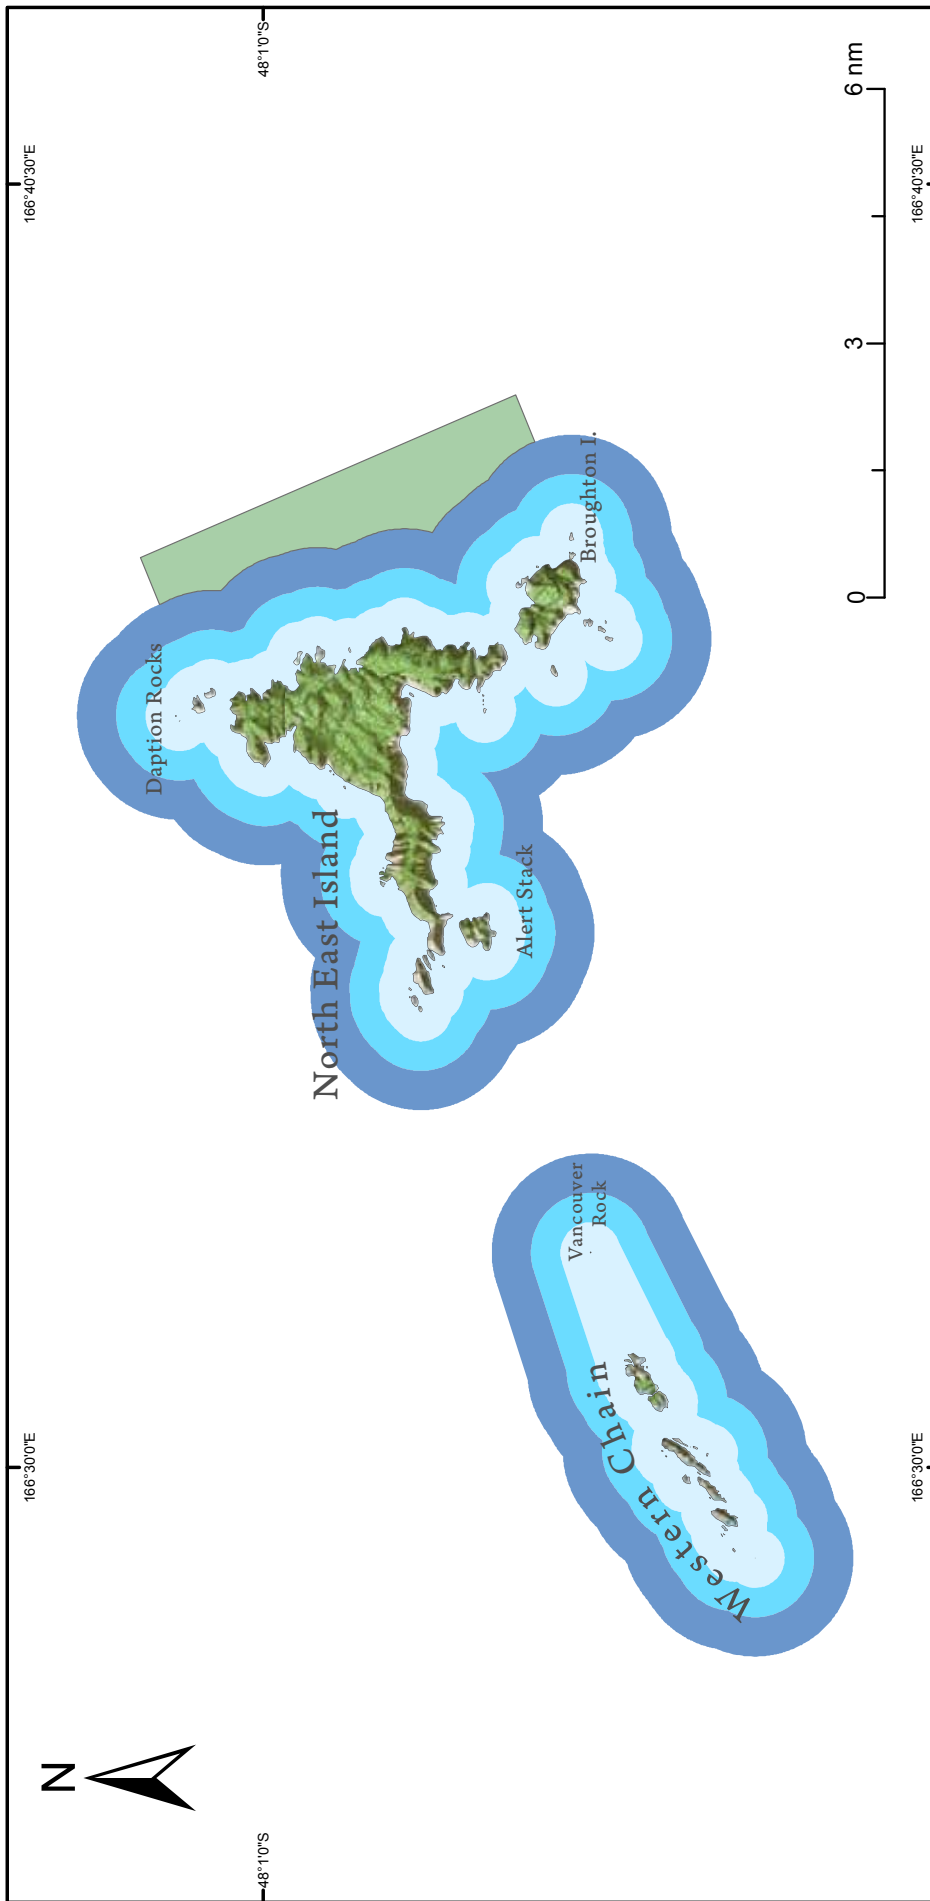 166°30'0"E
166°40'30"E
N
48°1'0"S
48°1'0"S
Daption Rocks
North East Island
Alert Stack
Broughton I.
Vancouver
Rock
Western Chain
0
3
6 nm
166°30'0"E
166°40'30"E